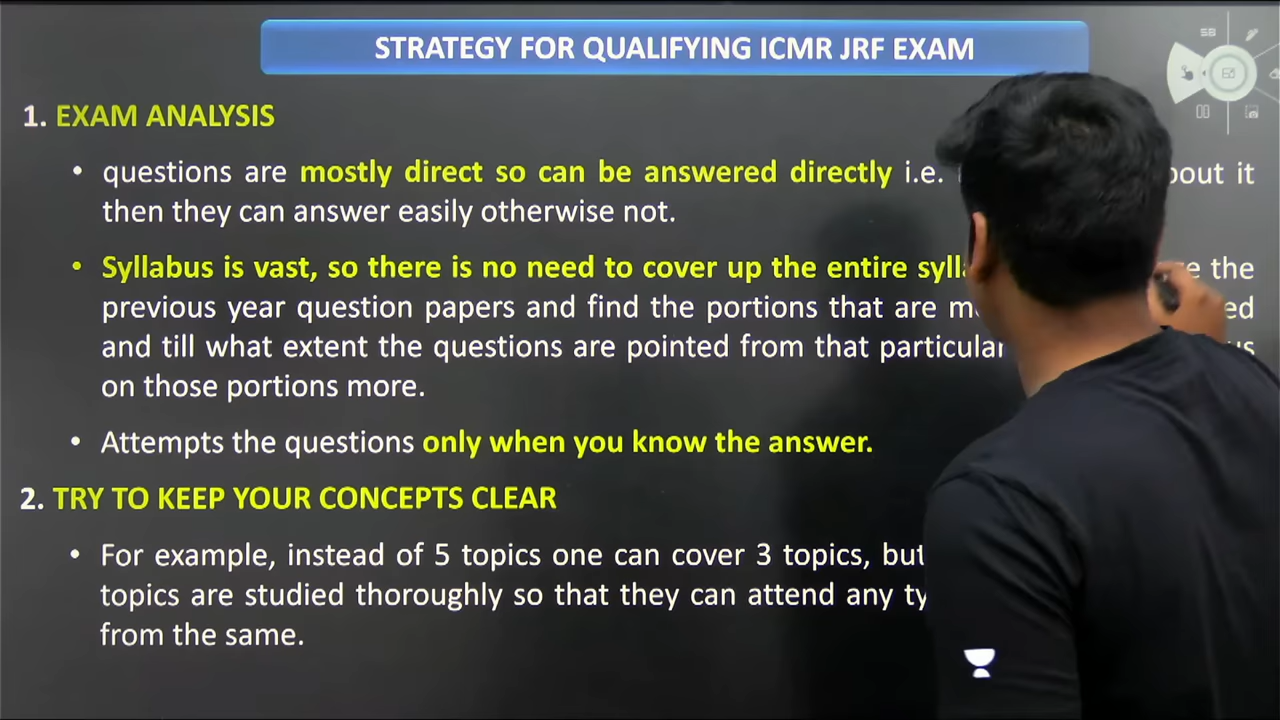 STRATEGY FOR QUALIFYING ICMR JRF EXAM
SB
1. EXAM ANALYSIS
• questions are mostly direct so can be answered directly i.e. it
then they can answer easily otherwise not.
• Syllabus is vast, so there is no need to cover up the entire the
previous year question papers and find the portions that are
and till what extent the questions are pointed from that particular
on those portions more.
• Attempts the questions only when you know the answer.
2. TRY TO KEEP YOUR CONCEPTS CLEAR
• For example, instead of 5 topics one can cover 3 topics, but
topics are studied thoroughly so that they can attend any
from the same.